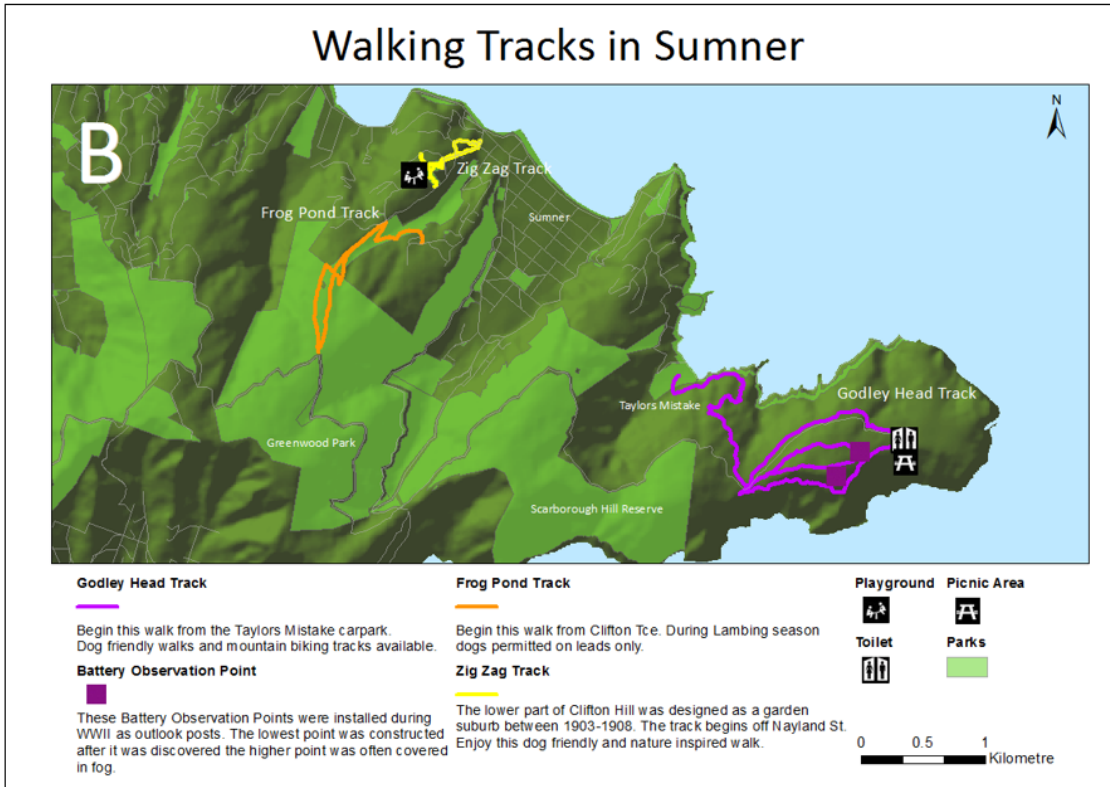 Walking Tracks in Sumner
B
N
Zig Zag Track
Frog Pond Track
Sumner
Godley Head Track
Taylors Mistake
Greenwood Park
Scarborough Hill Reserve
Godley Head Track
Begin this walk from the Taylors Mistake carpark.
Dog friendly walks and mountain biking tracks available.
Battery Observation Point
These Battery Observation Points were installed during
WWII as outlook posts. The lowest point was constructed
after it was discovered the higher point was often covered
in fog.
Frog Pond Track
Begin this walk from Clifton Tce. During Lambing season
dogs permitted on leads only.
Zig Zag Track
The lower part of Clifton Hill was designed as a garden
suburb between 1903-1908. The track begins off Nayland St.
Enjoy this dog friendly and nature inspired walk.
Playground Picnic Area
Toilet Parks
0 0.5 1
Kilometre